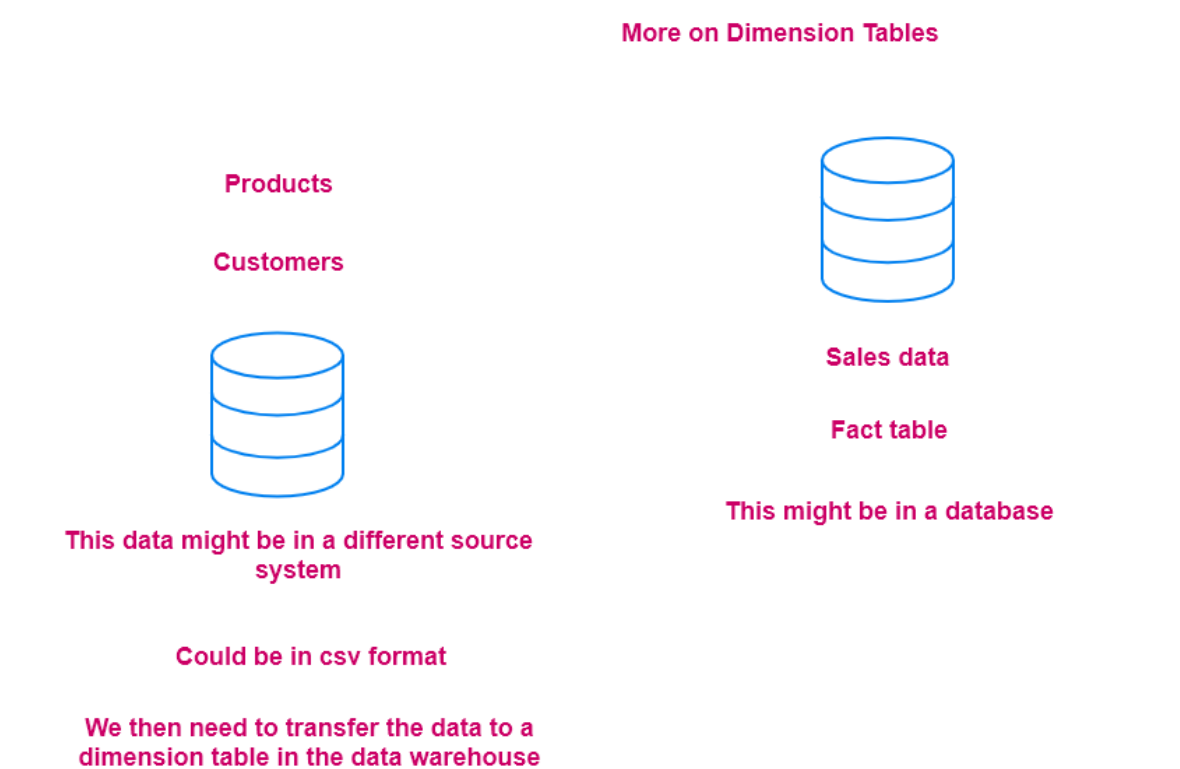 More on Dimension Tables
Products
Customers
This data might be in a different source
system
Could be in csv format
We then need to transfer the data to a
dimension table in the data warehouse
Sales data
Fact table
This might be in a database